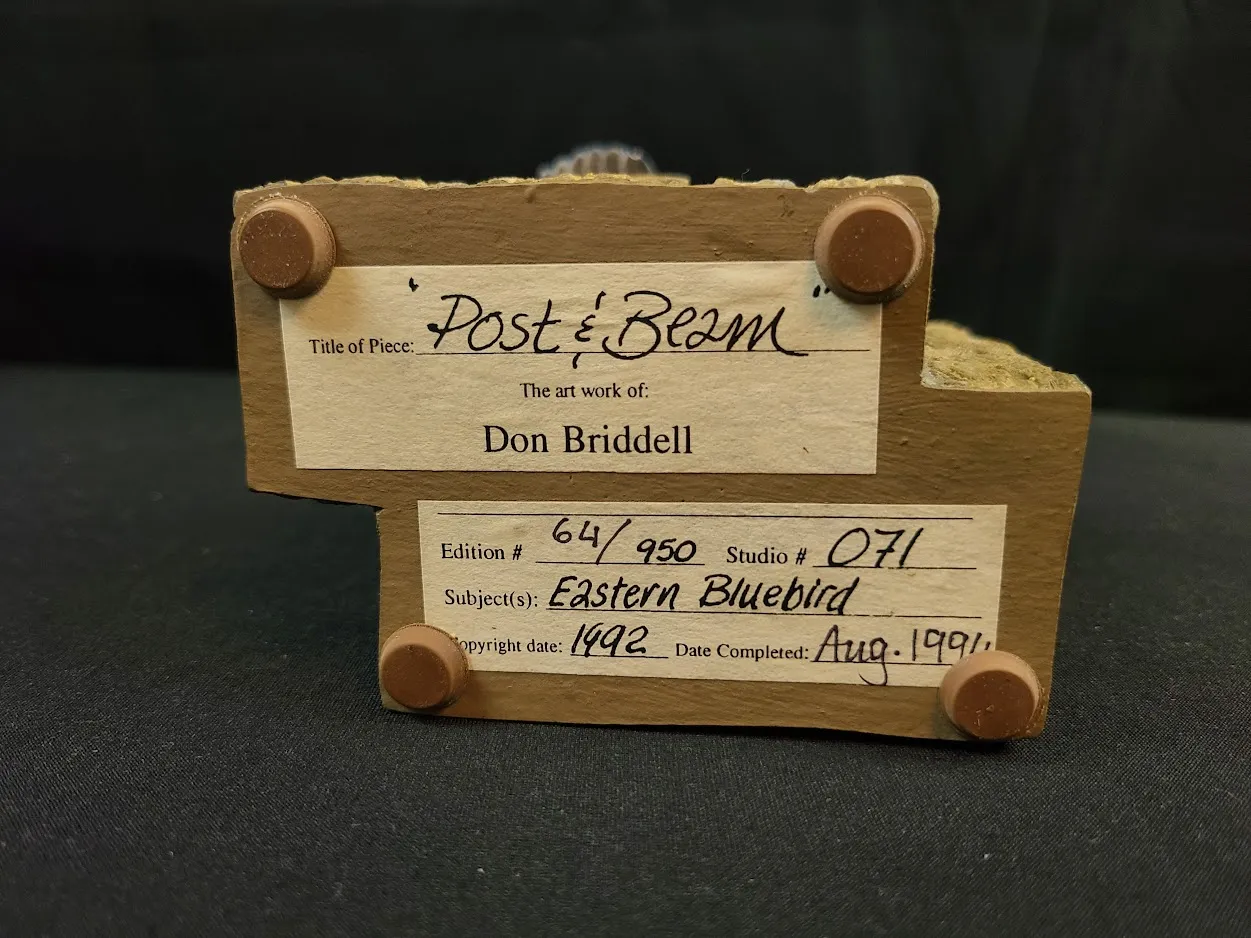 Title of Piece: "Post & Beam"
The art work of:
Don Briddell
Edition # 64/950 Studio # 071
Subject(s): Eastern Bluebird
opyright date: 1992 Date Completed: Aug. 1994